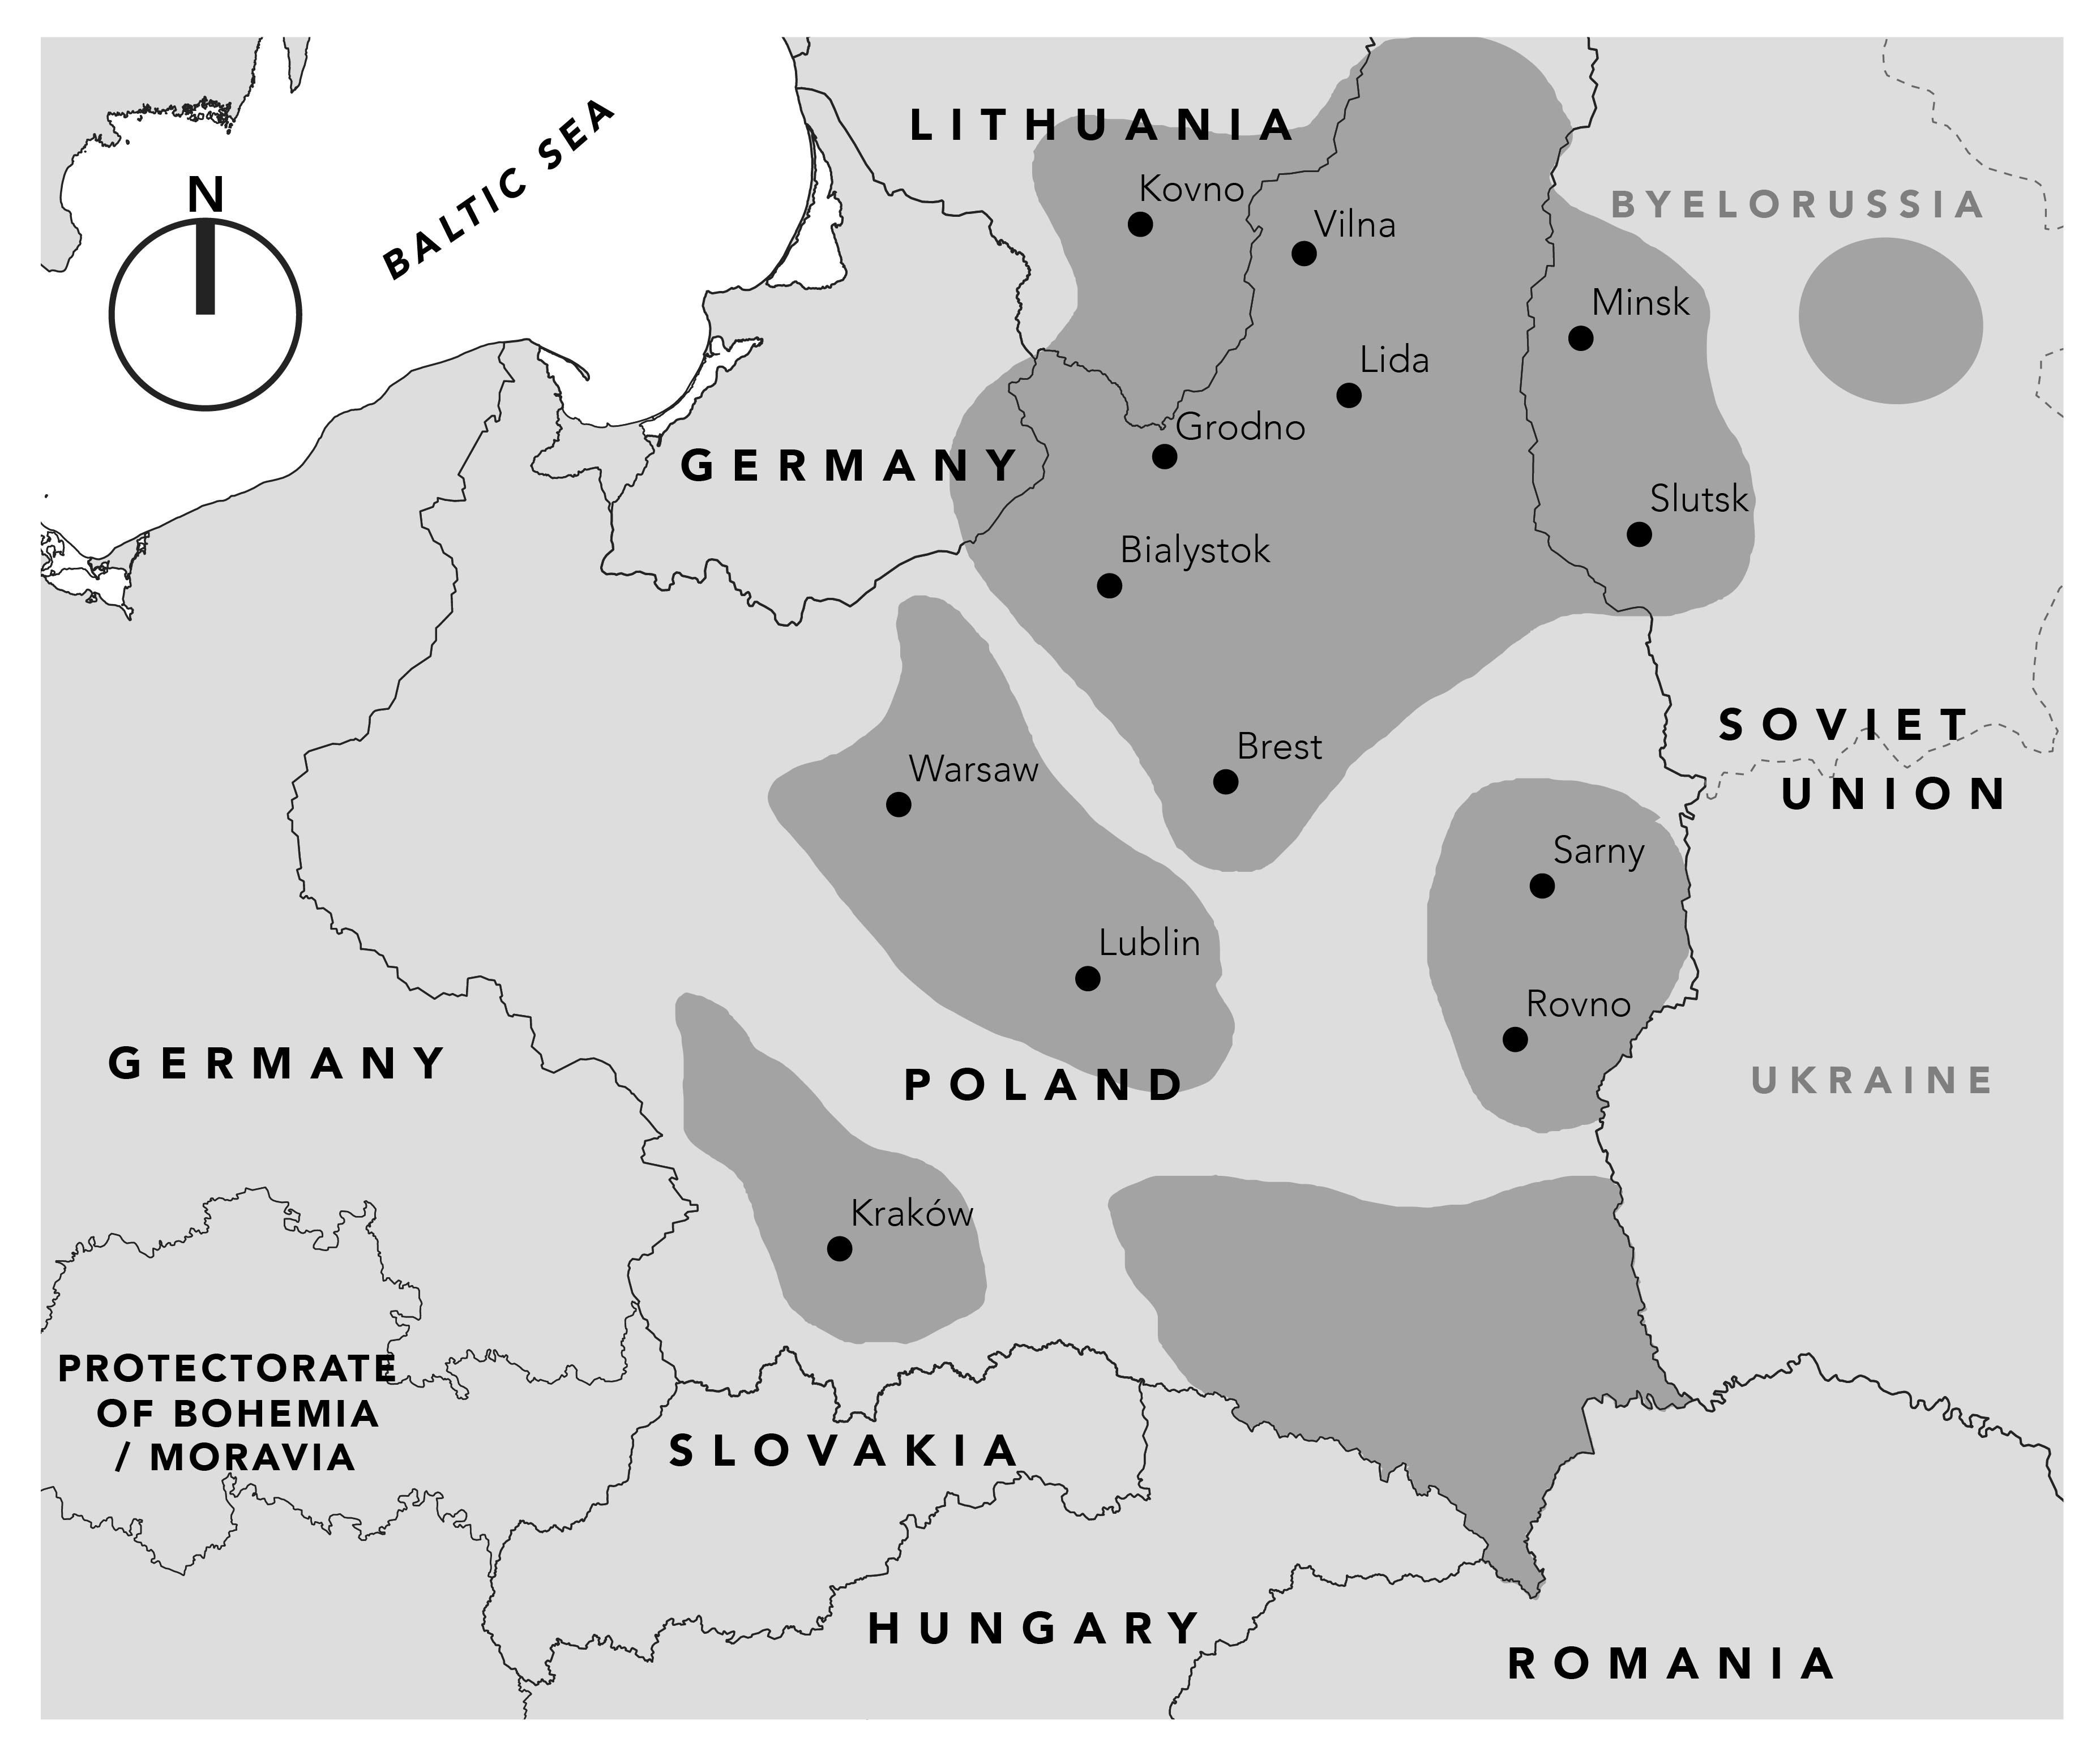 LITHUANIA
BALTIC SEA
N
Kovno
BYELORUSSIA
Vilna
Minsk
Lida
Grodno
GERMANY
Slutsk
Bialystok
SOVIET
UNION
Brest
Warsaw
Sarny
Lublin
Rovno
GERMANY
POLAND
UKRAINE
Kraków
PROTECTORATE
OF BOHEMIA
/ MORAVIA
SLOVAKIA
HUNGARY
ROMANIA